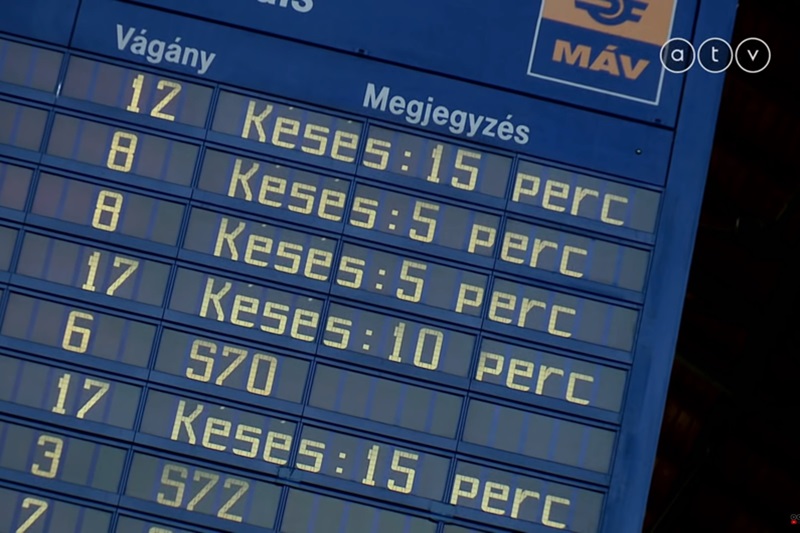 Vágány Megjegyzés MÁV atv
12 Késés:15 perc
8 Késés:5 perc
8 Késés:5 perc
17 Késés:10 perc
6 S70
17 Késés:15 perc
3 S72
7